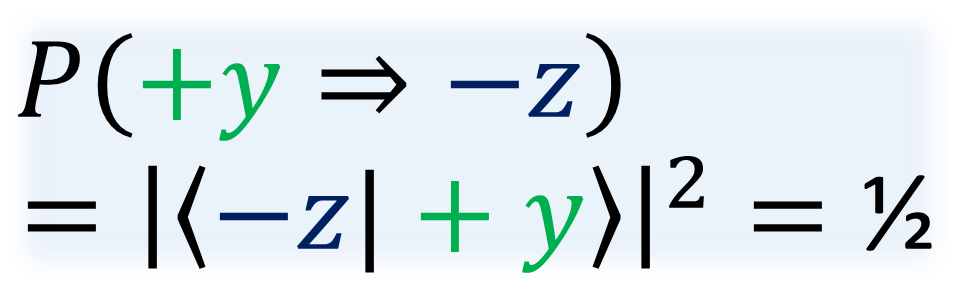 P(+y ⇒ −z)
= |⟨−z| + y⟩|² = ½